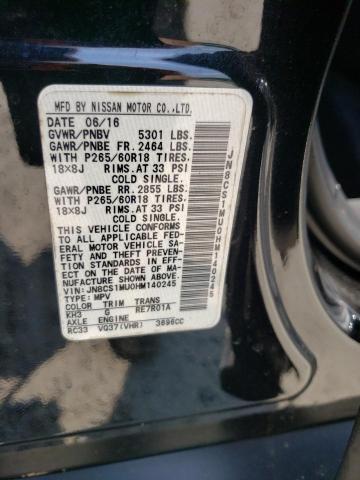 MFD BY NISSAN MOTOR CO.,LTD.
DATE 06/16
GVWR/PNBV 5301 LBS.
GAWR/PNBE FR. 2464 LBS.
WITH P265/60R18 TIRES.
18X8J RIMS.AT 33 PSI
COLD SINGLE.
GAWR/PNBE RR. 2855 LBS.
WITH P265/60R18 TIRES.
18X8J RIMS.AT 33 PSI
COLD SINGLE.
THIS VEHICLE CONFORMS
TO ALL APPLICABLE FED-
ERAL MOTOR VEHICLE SA-
FETY AND THEFT PREVENTION
STANDARDS IN EFF-
ECT ON THE DATE OF MA-
NUFACTURE SHOWN ABOVE.
VIN: JN8CS1MU0HM140245
TYPE: MPV
COLOR TRIM TRANS
KH3 G RE7R01A
AXLE ENGINE
RC33 VQ37(VHR) 3696CC
JN8CS1MU0HM140245